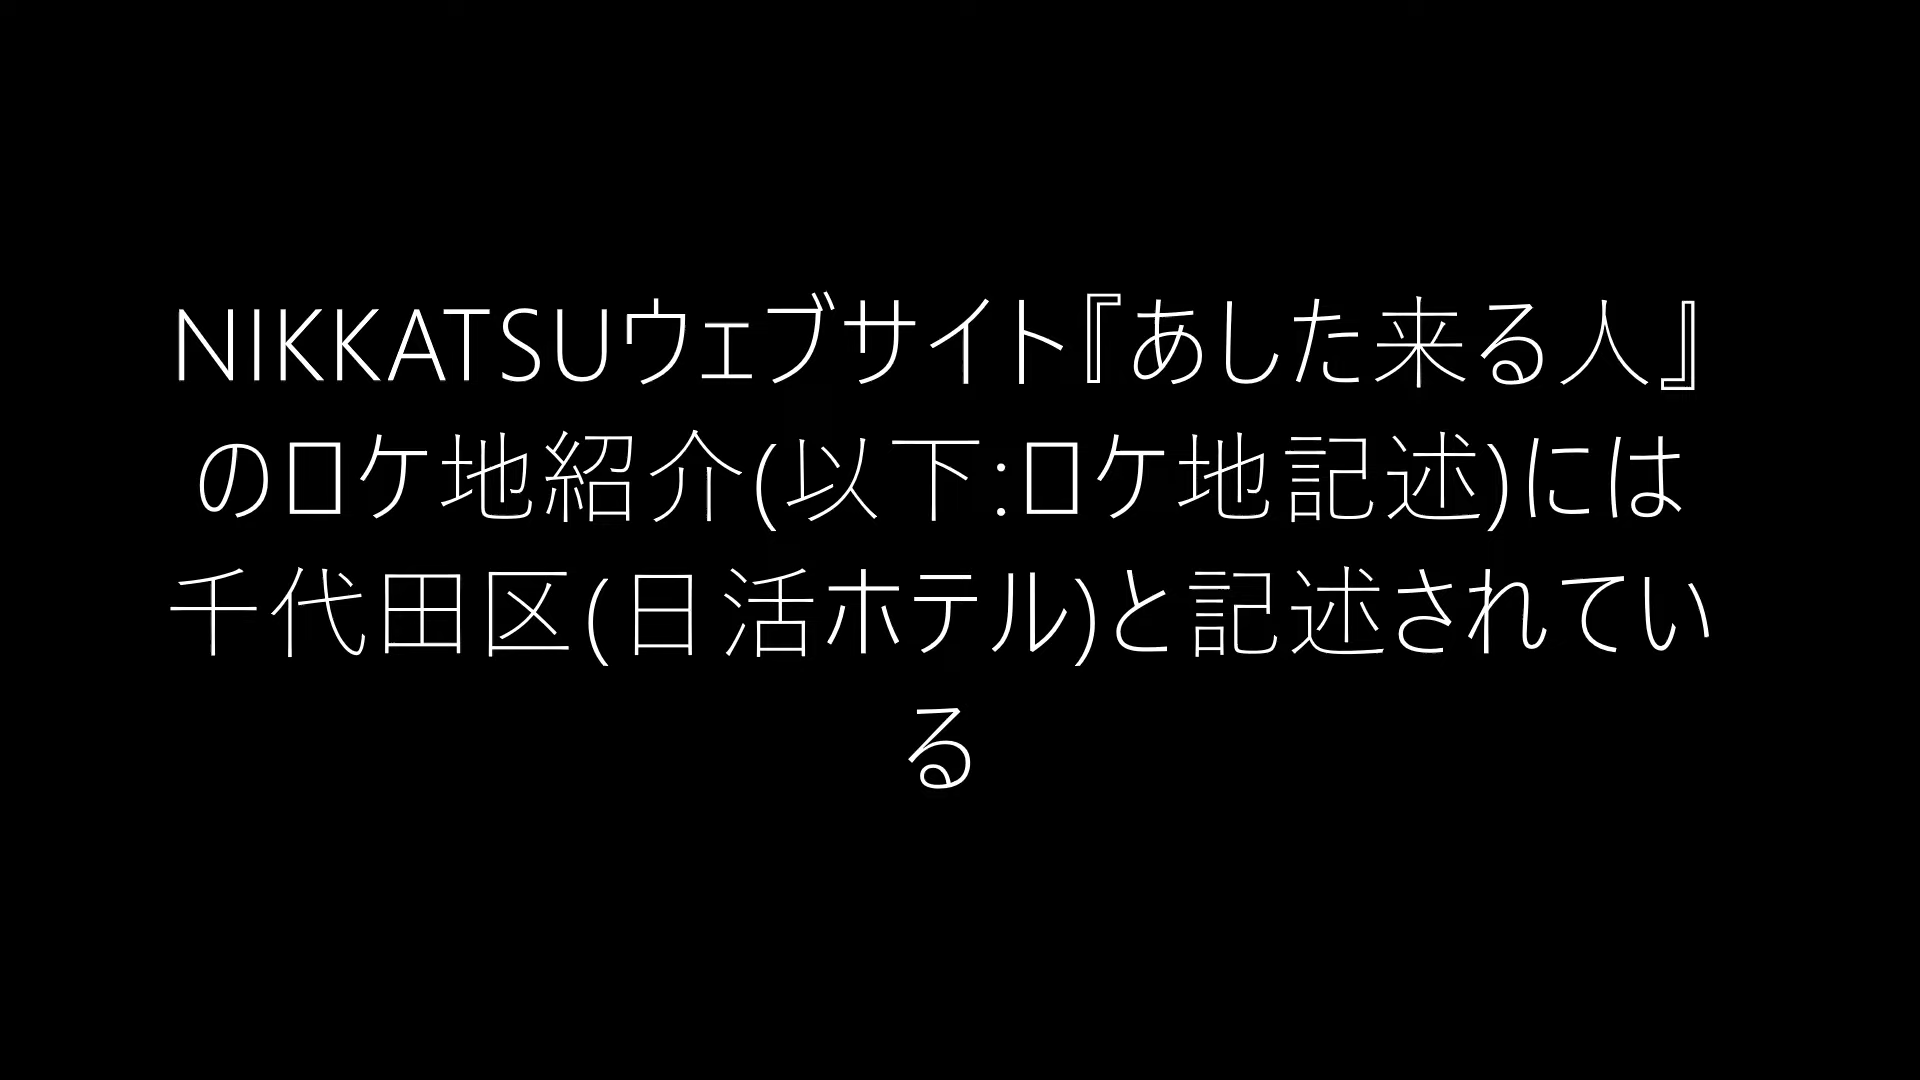 NIKKATSUウェブサイト『あした来る人』
のロケ地紹介(以下:ロケ地記述)には
千代田区(日活ホテル)と記述されてい
る